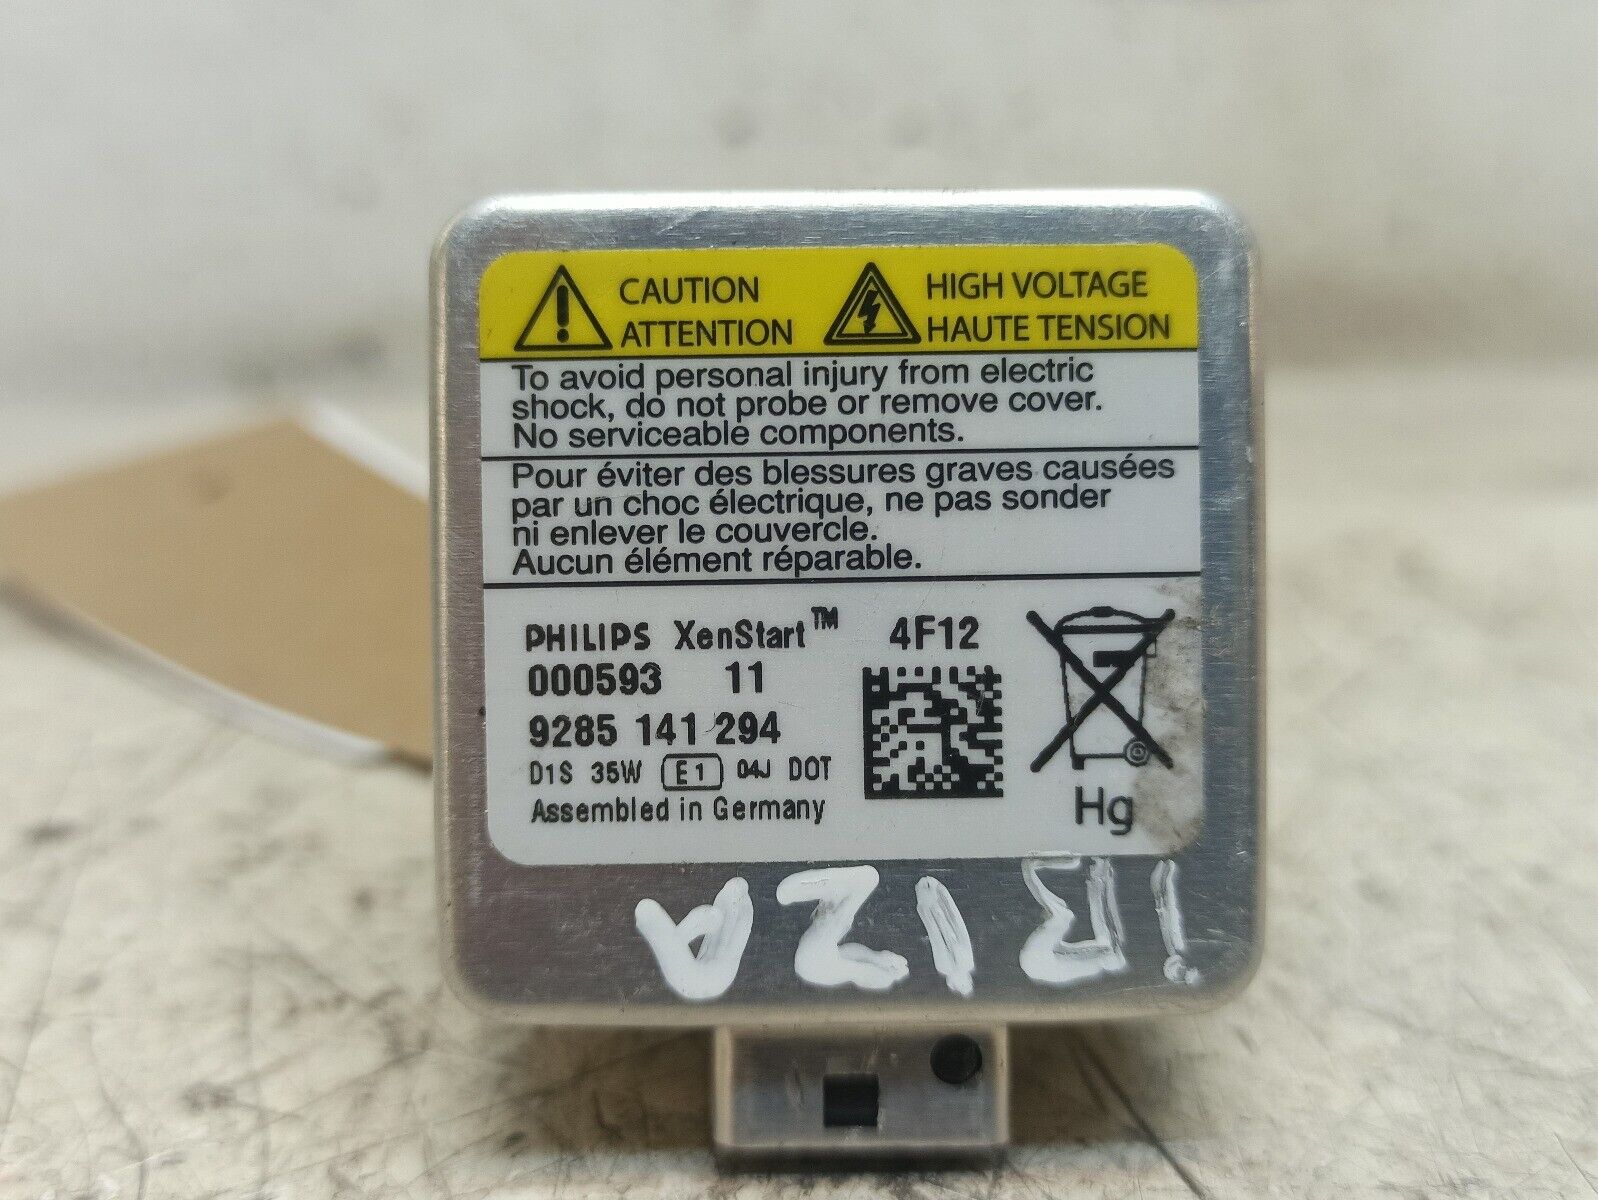 CAUTION
ATTENTION
HIGH VOLTAGE
HAUTE TENSION
To avoid personal injury from electric
shock, do not probe or remove cover.
No serviceable components.
Pour éviter des blessures graves causées
par un choc électrique, ne pas sonder
ni enlever le couvercle.
Aucun élément réparable.
PHILIPS XenStart™ 4F12
000593 11
9285 141 294
D1S 35W E1 04J DOT
Assembled in Germany
Hg